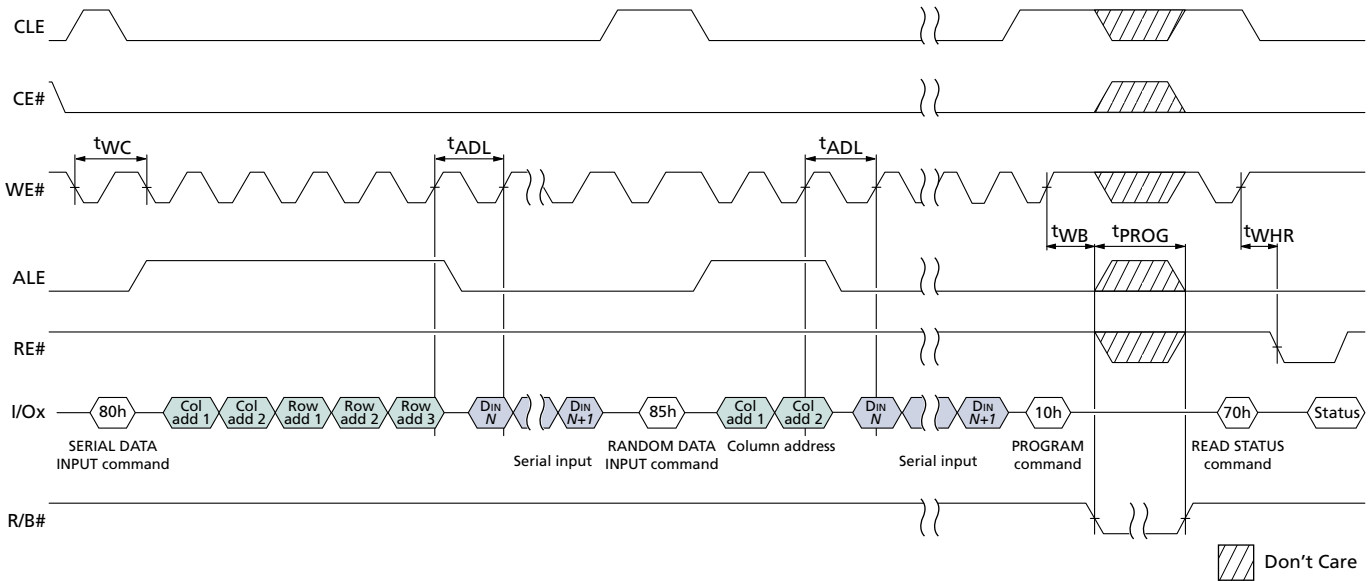 CLE
CE#
tWC
tADL
tADL
WE#
tWB
tPROG
tWHR
ALE
RE#
I/Ox
80h
Col add 1
Col add 2
Row add 1
Row add 2
Row add 3
DIN N
DIN N+1
85h
Col add 1
Col add 2
DIN N
DIN N+1
10h
70h
Status
SERIAL DATA
INPUT command
Serial input
RANDOM DATA
INPUT command
Column address
Serial input
PROGRAM
command
READ STATUS
command
R/B#
Don't Care